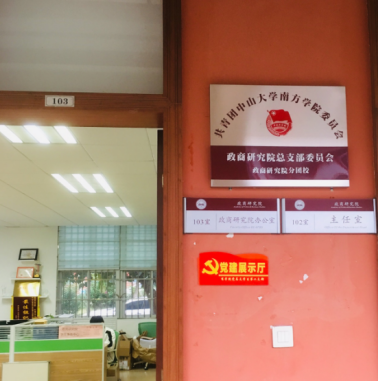 103
共青团中山大学南方学院委员会
政商研究院总支部委员会
政商研究院分团校
政商研究院
103室 政商研究院办公室
政商研究院
102室 主任室
党建展示厅